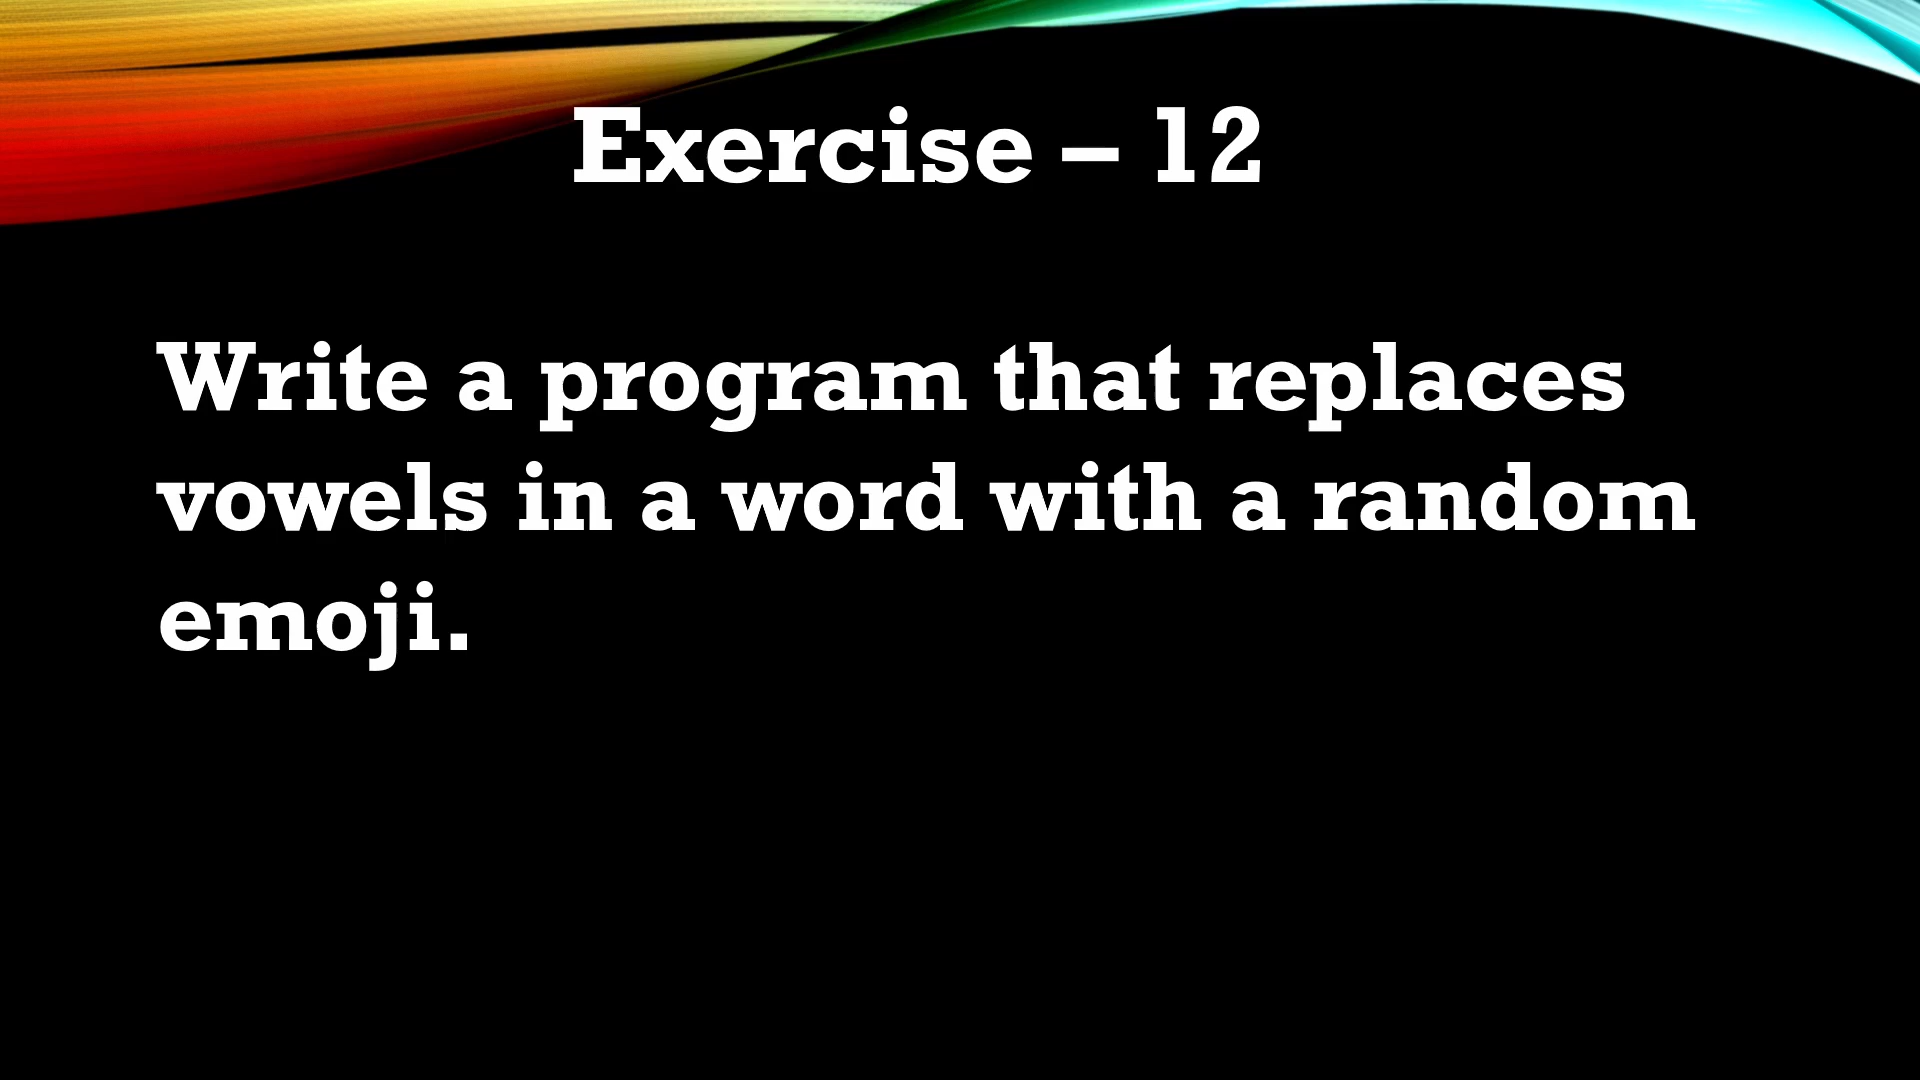 Exercise – 12
Write a program that replaces
vowels in a word with a random
emoji.